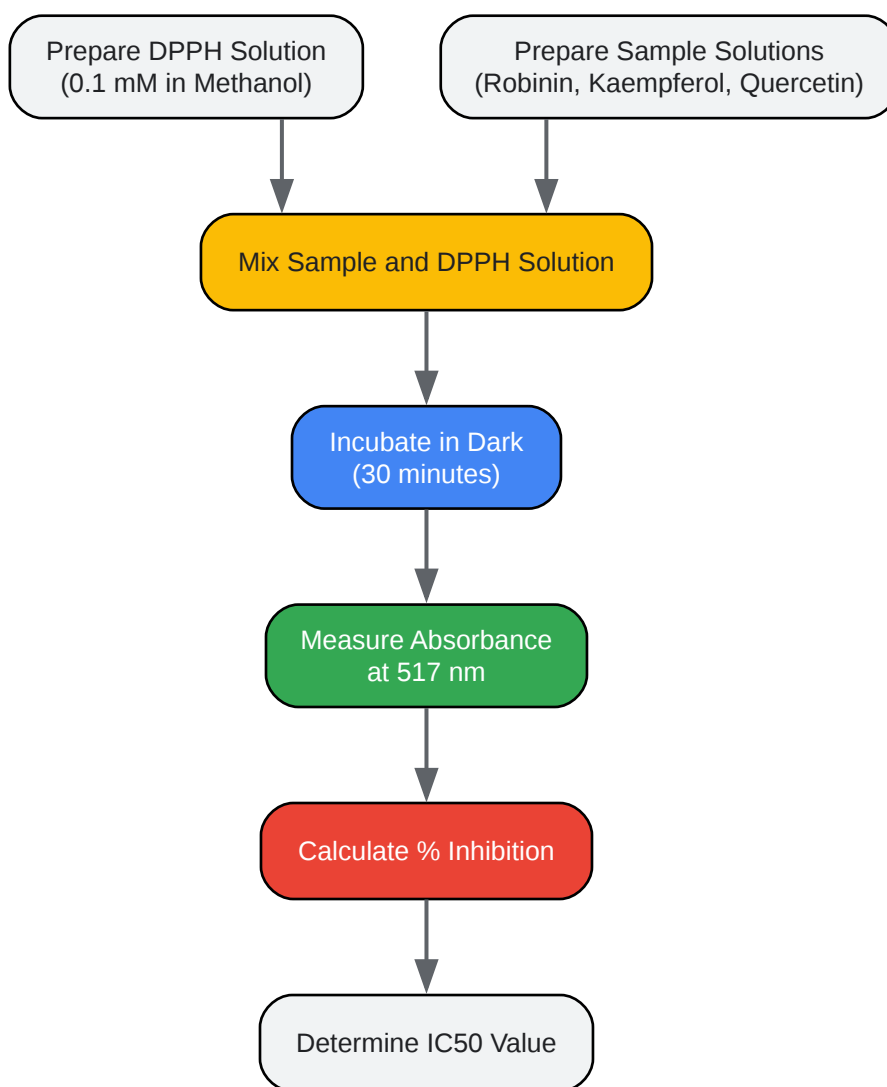 Prepare DPPH Solution
(0.1 mM in Methanol)
Prepare Sample Solutions
(Robinin, Kaempferol, Quercetin)
Mix Sample and DPPH Solution
Incubate in Dark
(30 minutes)
Measure Absorbance
at 517 nm
Calculate % Inhibition
Determine IC50 Value